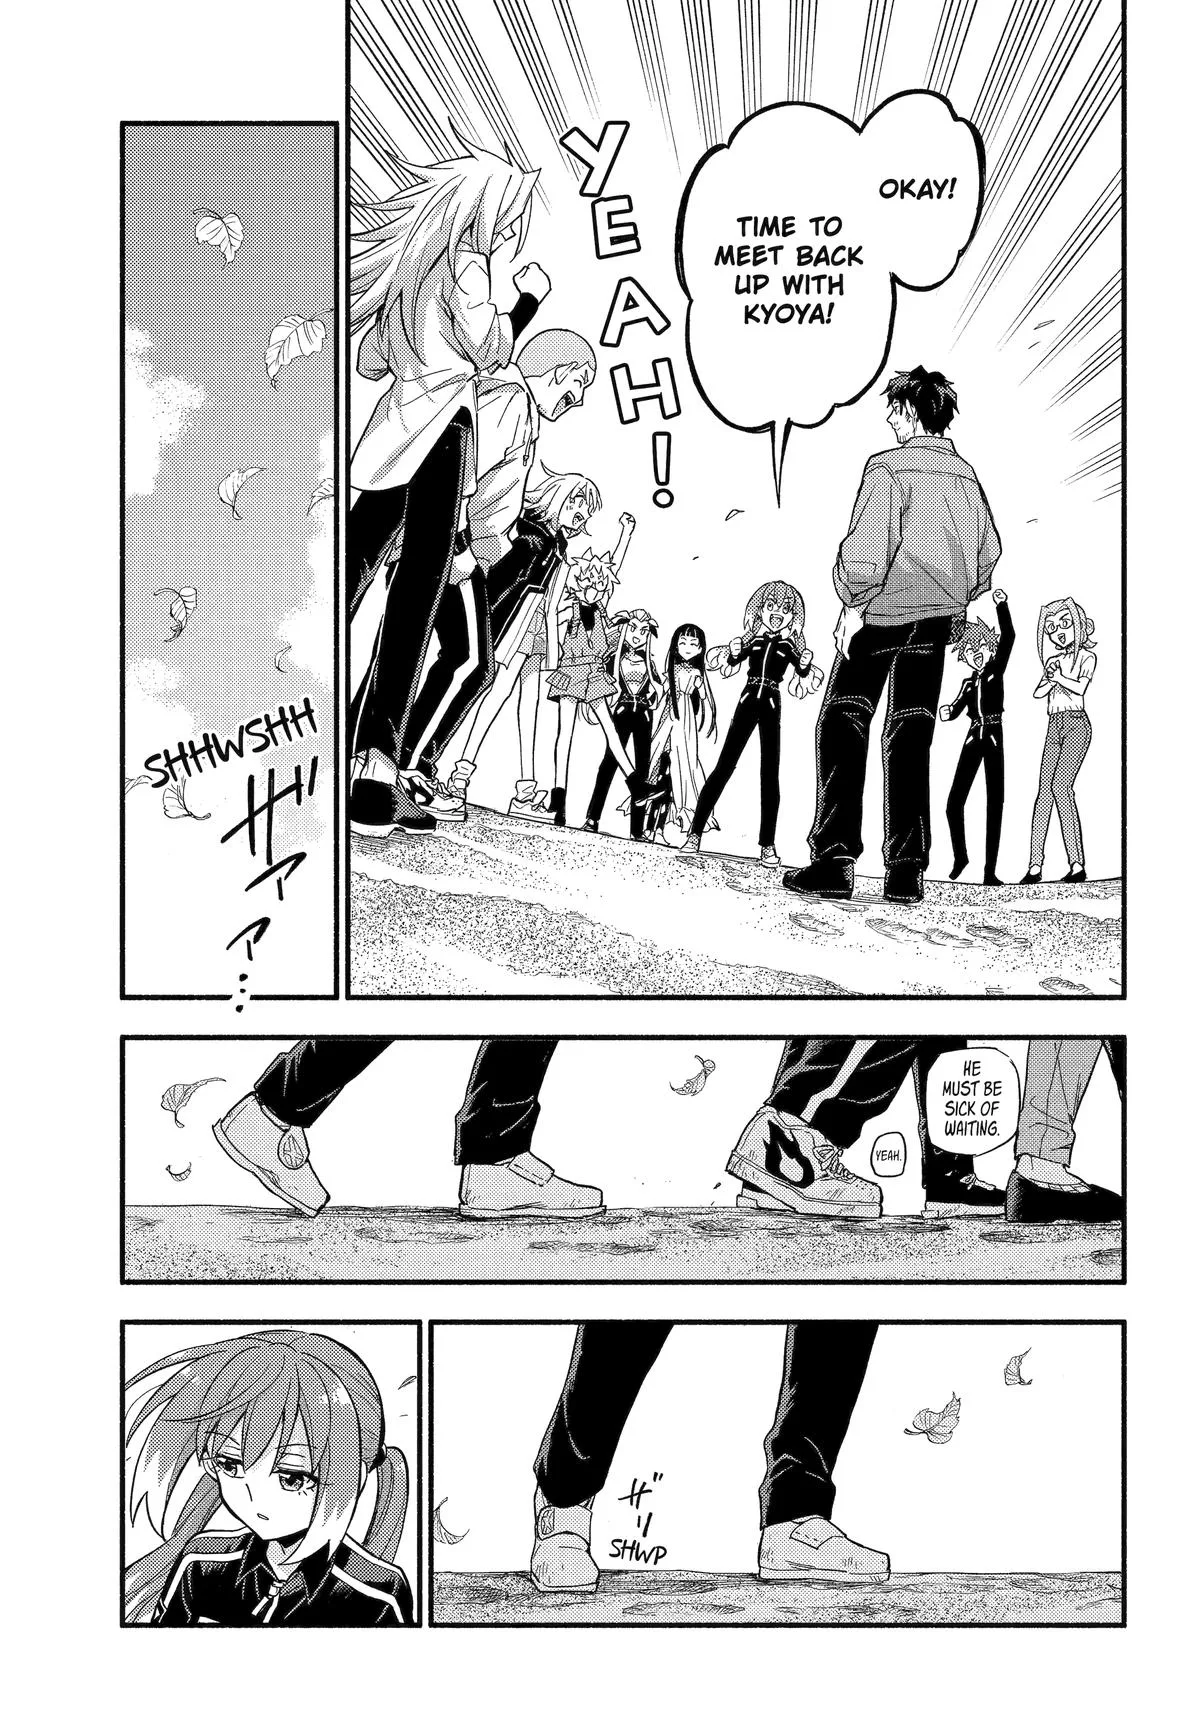 OKAY!
TIME TO
MEET BACK
UP WITH
KYOYA!
YEAH!
SHHWSHH
ザァァ…
HE
MUST BE
SICK OF
WAITING.
YEAH.
ザッ
SHWP